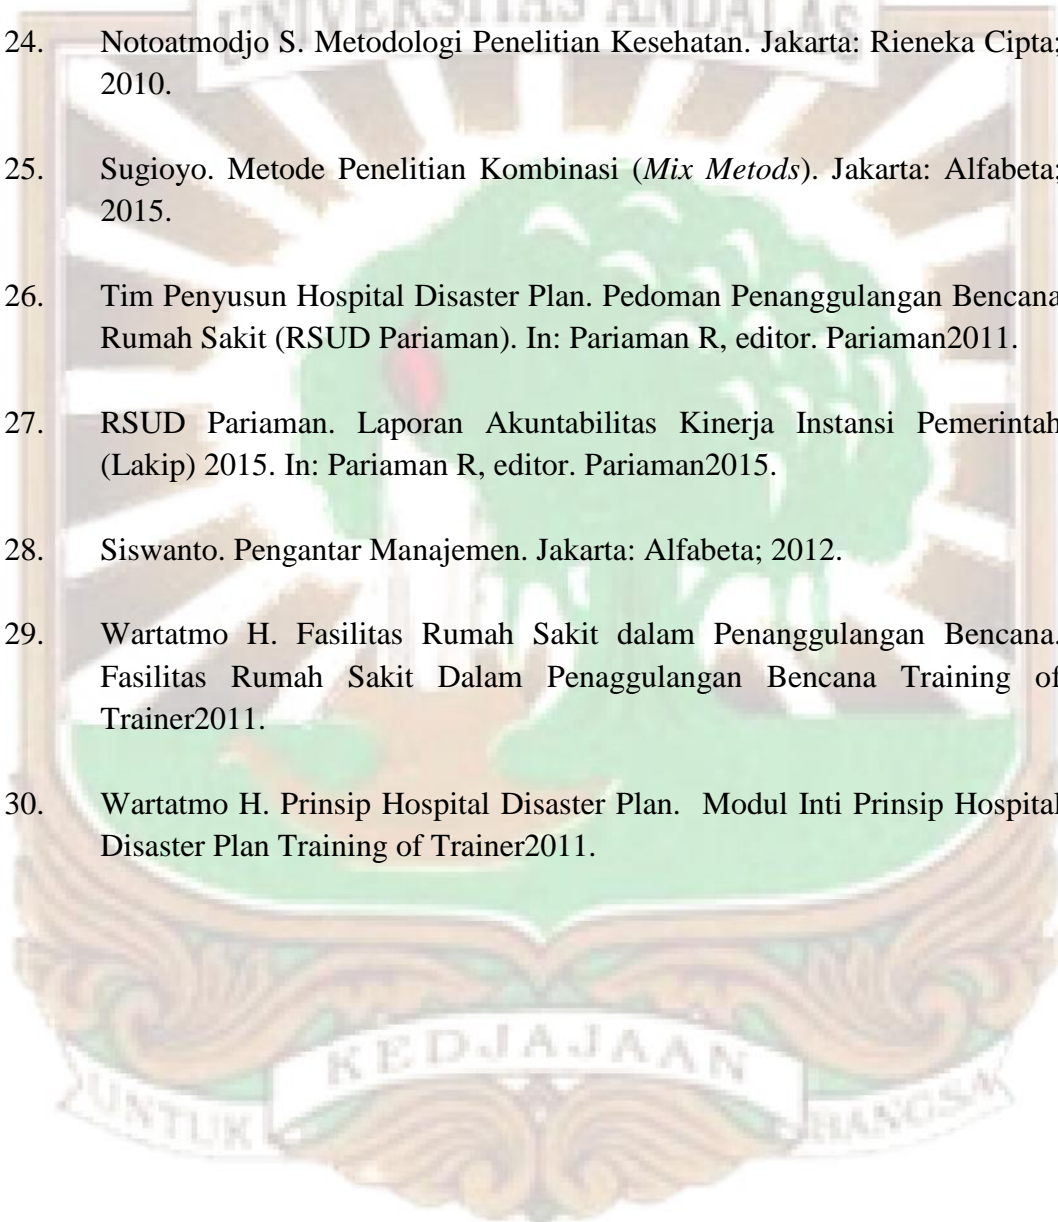 UNIVERSITAS ANDALAS
24. Notoatmodjo S. Metodologi Penelitian Kesehatan. Jakarta: Rieneka Cipta;
2010.
25. Sugioyo. Metode Penelitian Kombinasi (Mix Metods). Jakarta: Alfabeta;
2015.
26. Tim Penyusun Hospital Disaster Plan. Pedoman Penanggulangan Bencana
Rumah Sakit (RSUD Pariaman). In: Pariaman R, editor. Pariaman2011.
27. RSUD Pariaman. Laporan Akuntabilitas Kinerja Instansi Pemerintah
(Lakip) 2015. In: Pariaman R, editor. Pariaman2015.
28. Siswanto. Pengantar Manajemen. Jakarta: Alfabeta; 2012.
29. Wartatmo H. Fasilitas Rumah Sakit dalam Penanggulangan Bencana.
Fasilitas Rumah Sakit Dalam Penaggulangan Bencana Training of
Trainer2011.
30. Wartatmo H. Prinsip Hospital Disaster Plan. Modul Inti Prinsip Hospital
Disaster Plan Training of Trainer2011.
KEDJAJAAN
UNTUK BANGSA